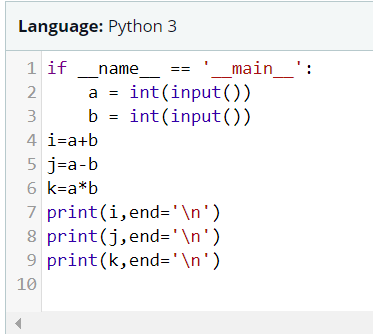 Language: Python 3
1 if __name__ == '__main__':
2     a = int(input())
3     b = int(input())
4 i=a+b
5 j=a-b
6 k=a*b
7 print(i,end='\n')
8 print(j,end='\n')
9 print(k,end='\n')
10